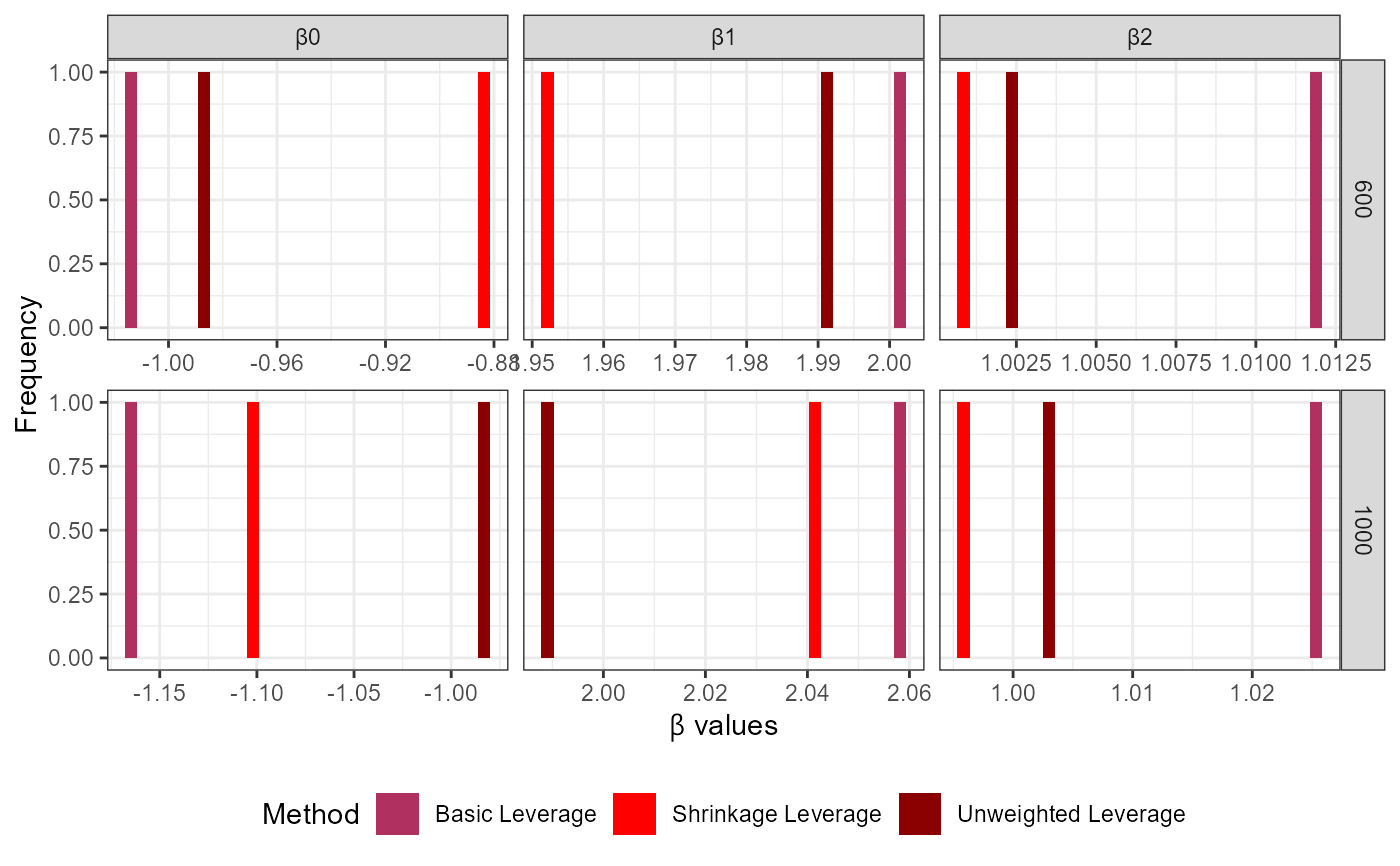 β0 β1 β2
1.00
0.75
0.50
0.25
0.00
600
-1.00 -0.96 -0.92 -0.88 1.95 1.96 1.97 1.98 1.99 2.00 1.0025 1.0050 1.0075 1.0100 1.0125
Frequency
1.00
0.75
0.50
0.25
0.00
1000
-1.15 -1.10 -1.05 -1.00 2.00 2.02 2.04 2.06 1.00 1.01 1.02
β values
Method Basic Leverage Shrinkage Leverage Unweighted Leverage